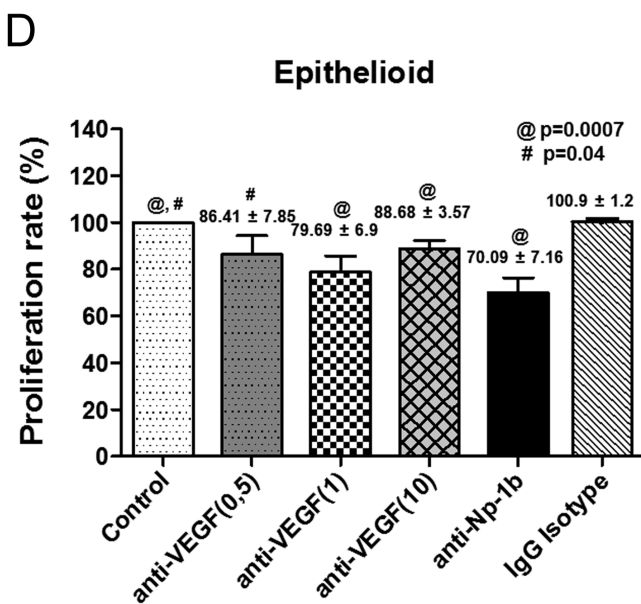 D
Epithelioid
@ p=0.0007
# p=0.04
Proliferation rate (%)
140
120
100
80
60
40
20
0
@, #
#
86.41 ± 7.85
@
79.69 ± 6.9
@
88.68 ± 3.57
@
70.09 ± 7.16
100.9 ± 1.2
Control
anti-VEGF(0,5)
anti-VEGF(1)
anti-VEGF(10)
anti-Np-1b
IgG Isotype